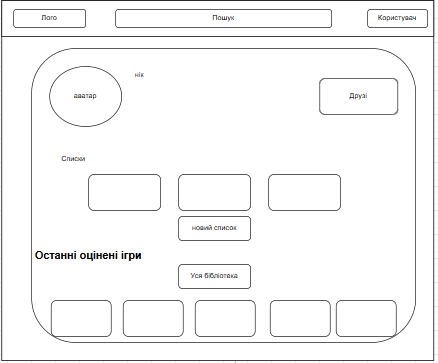 Лого
Пошук
Користувач
нік
аватар
Друзі
Списки
новий список
Останні оцінені ігри
Уся бібліотека